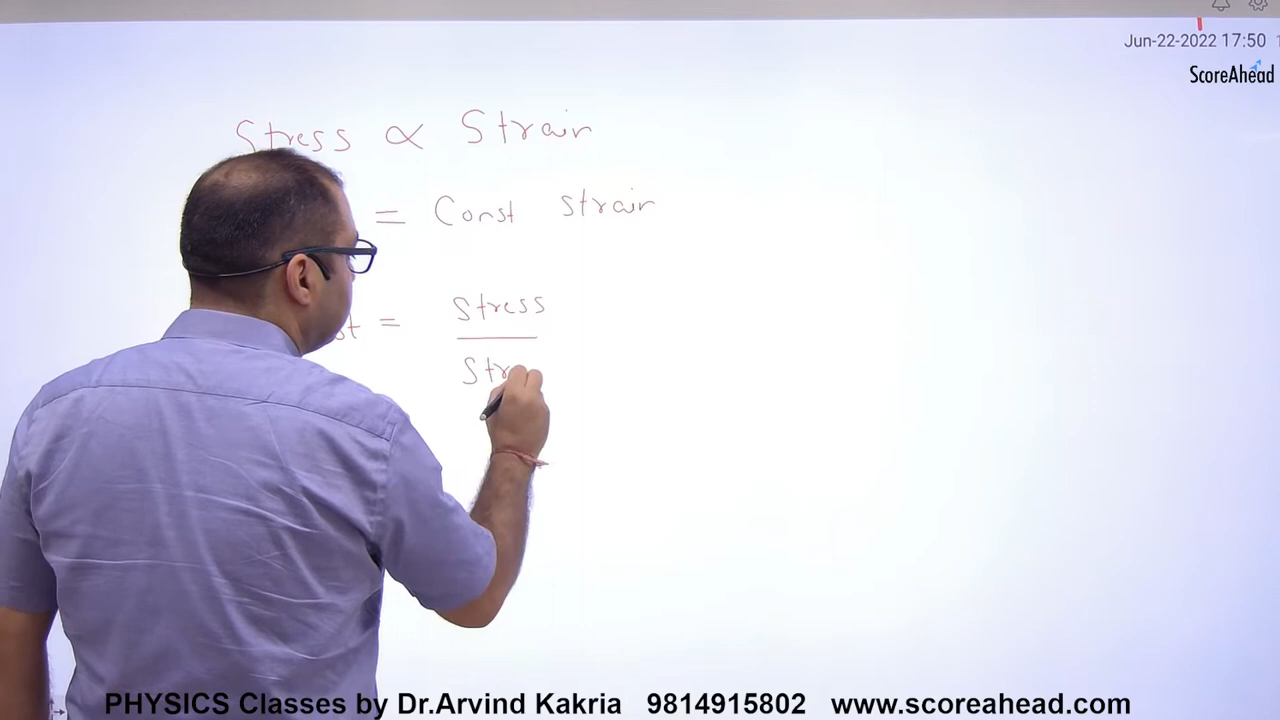 Jun-22-2022 17:50
ScoreAhead
Stress ∝ Strain
= Const strain
=
Stress
PHYSICS Classes by Dr.Arvind Kakria 9814915802 www.scoreahead.com